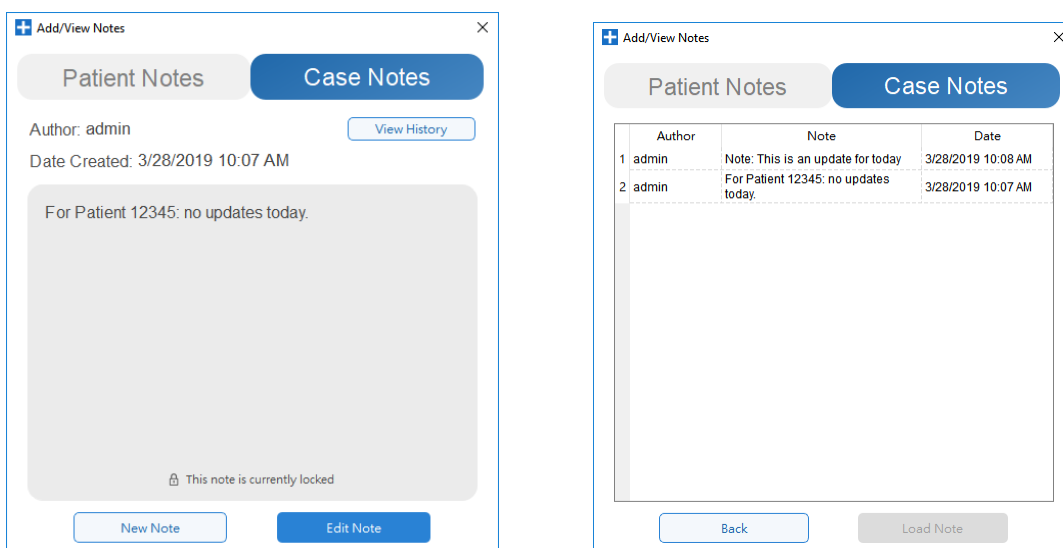 Add/View Notes
Patient Notes Case Notes
Author: admin View History
Date Created: 3/28/2019 10:07 AM
For Patient 12345: no updates today.
This note is currently locked
New Note Edit Note
Add/View Notes
Patient Notes Case Notes
Author Note Date
1 admin Note: This is an update for today 3/28/2019 10:08 AM
2 admin For Patient 12345: no updates 3/28/2019 10:07 AM
today.
Back Load Note